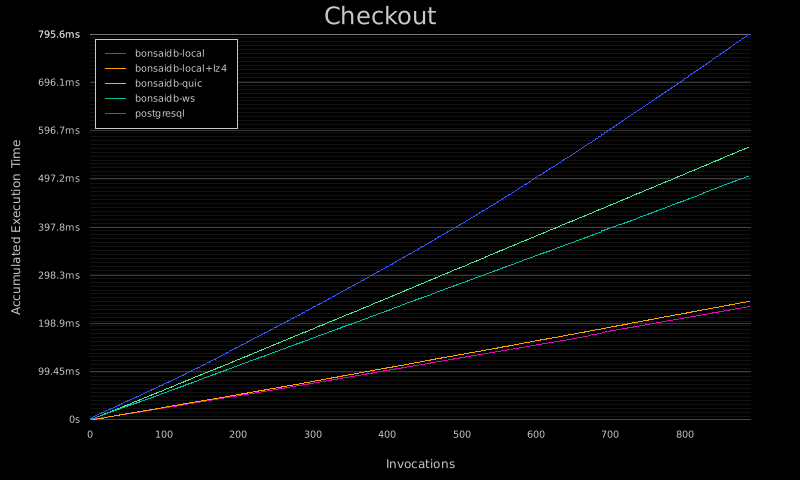 Checkout
795.6ms
696.1ms
596.7ms
497.2ms
397.8ms
298.3ms
198.9ms
99.45ms
0s
Accumulated Execution Time
bonsaidb-local
bonsaidb-local+lz4
bonsaidb-quic
bonsaidb-ws
postgresql
0 100 200 300 400 500 600 700 800
Invocations